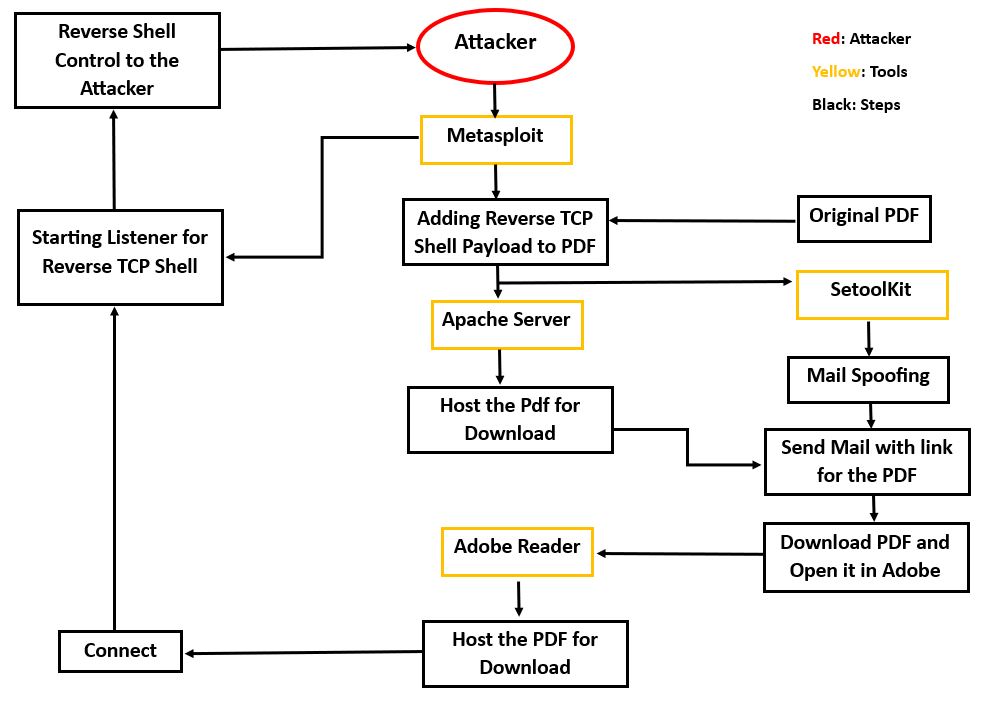 Reverse Shell
Control to the
Attacker
Attacker
Red: Attacker
Yellow: Tools
Black: Steps
Metasploit
Starting Listener for
Reverse TCP Shell
Adding Reverse TCP
Shell Payload to PDF
Original PDF
SetoolKit
Apache Server
Mail Spoofing
Host the Pdf for
Download
Send Mail with link
for the PDF
Adobe Reader
Download PDF and
Open it in Adobe
Connect
Host the PDF for
Download